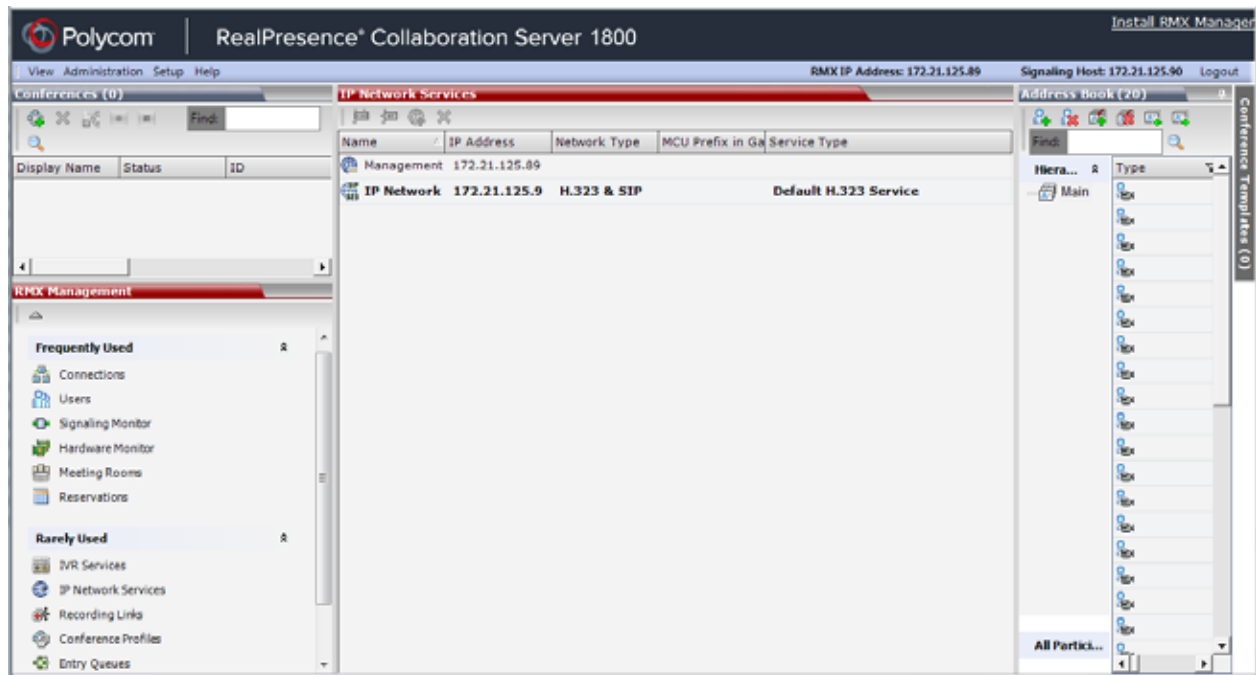 Install RMX Manager
Polycom RealPresence® Collaboration Server 1800
View Administration Setup Help RMX IP Address: 172.21.125.89 Signaling Host: 172.21.125.90 Logout
Conferences (0)
Find:
Display Name Status ID
RMX Management
Frequently Used
Connections
Users
Signaling Monitor
Hardware Monitor
Meeting Rooms
Reservations
Rarely Used
IVR Services
IP Network Services
Recording Links
Conference Profiles
Entry Queues
IP Network Services
Name IP Address Network Type MCU Prefix in Ga Service Type
Management 172.21.125.89
IP Network 172.21.125.9 H.323 & SIP Default H.323 Service
Address Book (20)
Find:
Hiera... Type
Main
All Partici...
Conference Templates (0)